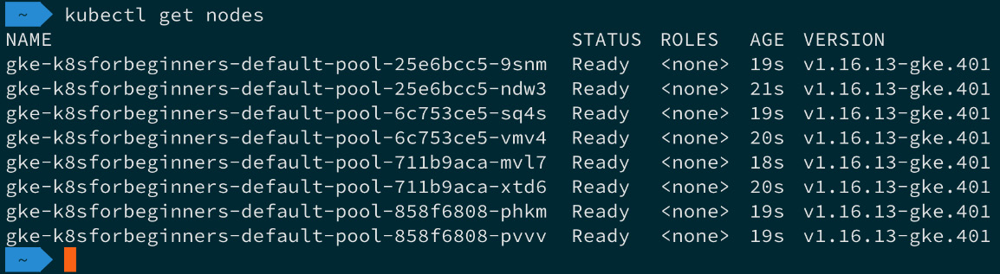 ~ kubectl get nodes
NAME STATUS ROLES AGE VERSION
gke-k8sforbeginners-default-pool-25e6bcc5-9snm Ready <none> 19s v1.16.13-gke.401
gke-k8sforbeginners-default-pool-25e6bcc5-ndw3 Ready <none> 21s v1.16.13-gke.401
gke-k8sforbeginners-default-pool-6c753ce5-sq4s Ready <none> 19s v1.16.13-gke.401
gke-k8sforbeginners-default-pool-6c753ce5-vmv4 Ready <none> 20s v1.16.13-gke.401
gke-k8sforbeginners-default-pool-711b9aca-mvl7 Ready <none> 18s v1.16.13-gke.401
gke-k8sforbeginners-default-pool-711b9aca-xtd6 Ready <none> 20s v1.16.13-gke.401
gke-k8sforbeginners-default-pool-858f6808-phkm Ready <none> 19s v1.16.13-gke.401
gke-k8sforbeginners-default-pool-858f6808-pvvv Ready <none> 19s v1.16.13-gke.401
~